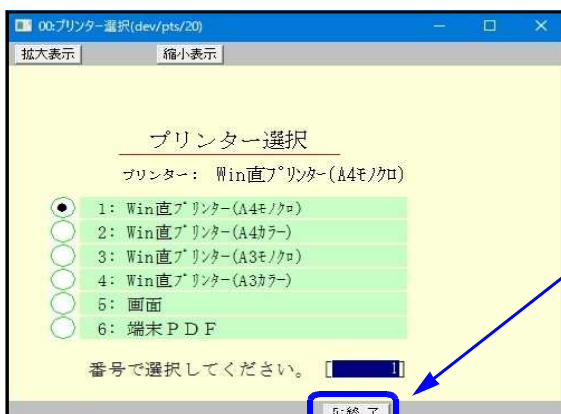 00:プリンター選択(dev/pts/20)
拡大表示 縮小表示
プリンター選択
プリンター: Win直プリンター(A4モノクロ)
1: Win直プリンター(A4モノクロ)
2: Win直プリンター(A4カラー)
3: Win直プリンター(A3モノクロ)
4: Win直プリンター(A3カラー)
5: 画面
6: 端末PDF
番号で選択してください。 [ 1]
5:終 了